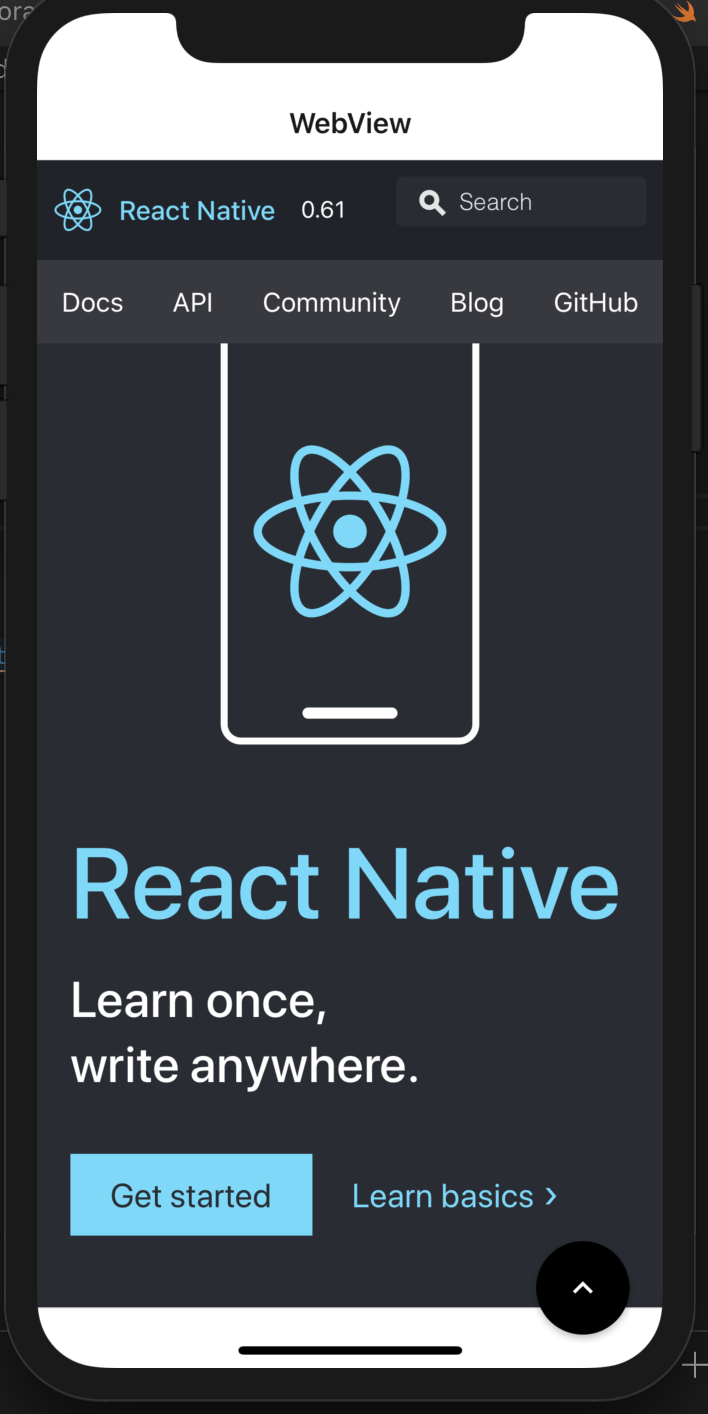 WebView
React Native 0.61 Search
Docs API Community Blog GitHub
React Native
Learn once,
write anywhere.
Get started Learn basics ›